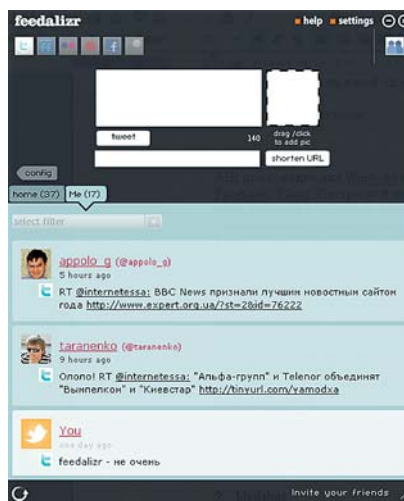 feedalizr
help settings
tweet
140
drag /click
to add pic
shorten URL
config
home (37) Me (17)
select filter
appolo_g (@appolo_g)
5 hours ago
RT @internetessa: BBC News признали лучшим новостным сайтом
года http://www.expert.org.ua/?st=2&id=76222
taranenko (@taranenko)
9 hours ago
Ололо! RT @internetessa: "Альфа-групп" и Telenor объединят
"Вымпелком" и "Киевстар" http://tinyurl.com/yamodxa
You
one day ago
feedalizr - не очень
Invite your friends